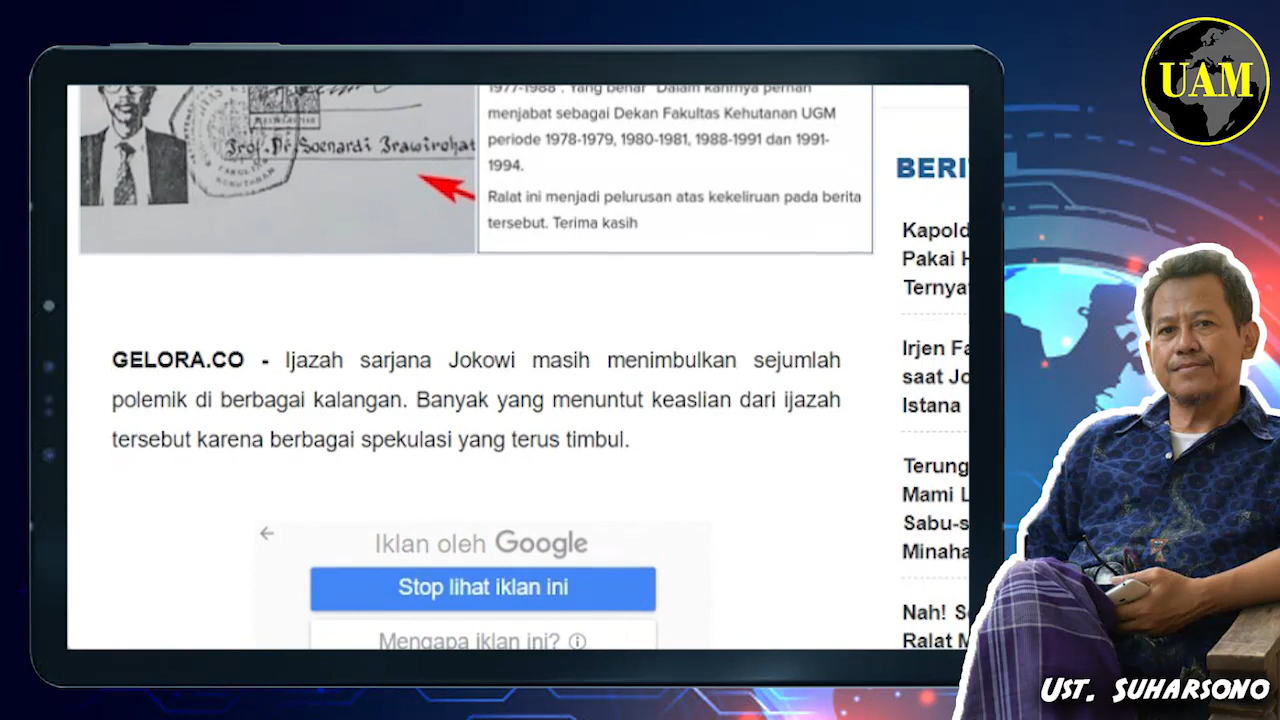 UAM
1977-1988". Yang benar "Dalam karirnya pernah
menjabat sebagai Dekan Fakultas Kehutanan UGM
periode 1978-1979, 1980-1981, 1988-1991 dan 1991-
1994.
Ralat ini menjadi pelurusan atas kekeliruan pada berita
tersebut. Terima kasih
Prof. Dr. Soenardi Prawirohat
GELORA.CO - Ijazah sarjana Jokowi masih menimbulkan sejumlah
polemik di berbagai kalangan. Banyak yang menuntut keaslian dari ijazah
tersebut karena berbagai spekulasi yang terus timbul.
Iklan oleh Google
Stop lihat iklan ini
Mengapa iklan ini?
BERI
Kapold
Pakai H
Ternya
Irjen Fa
saat Jo
Istana
Terung
Mami L
Sabu-s
Minaha
Nah! S
Ralat M
UST. SUHARSONO